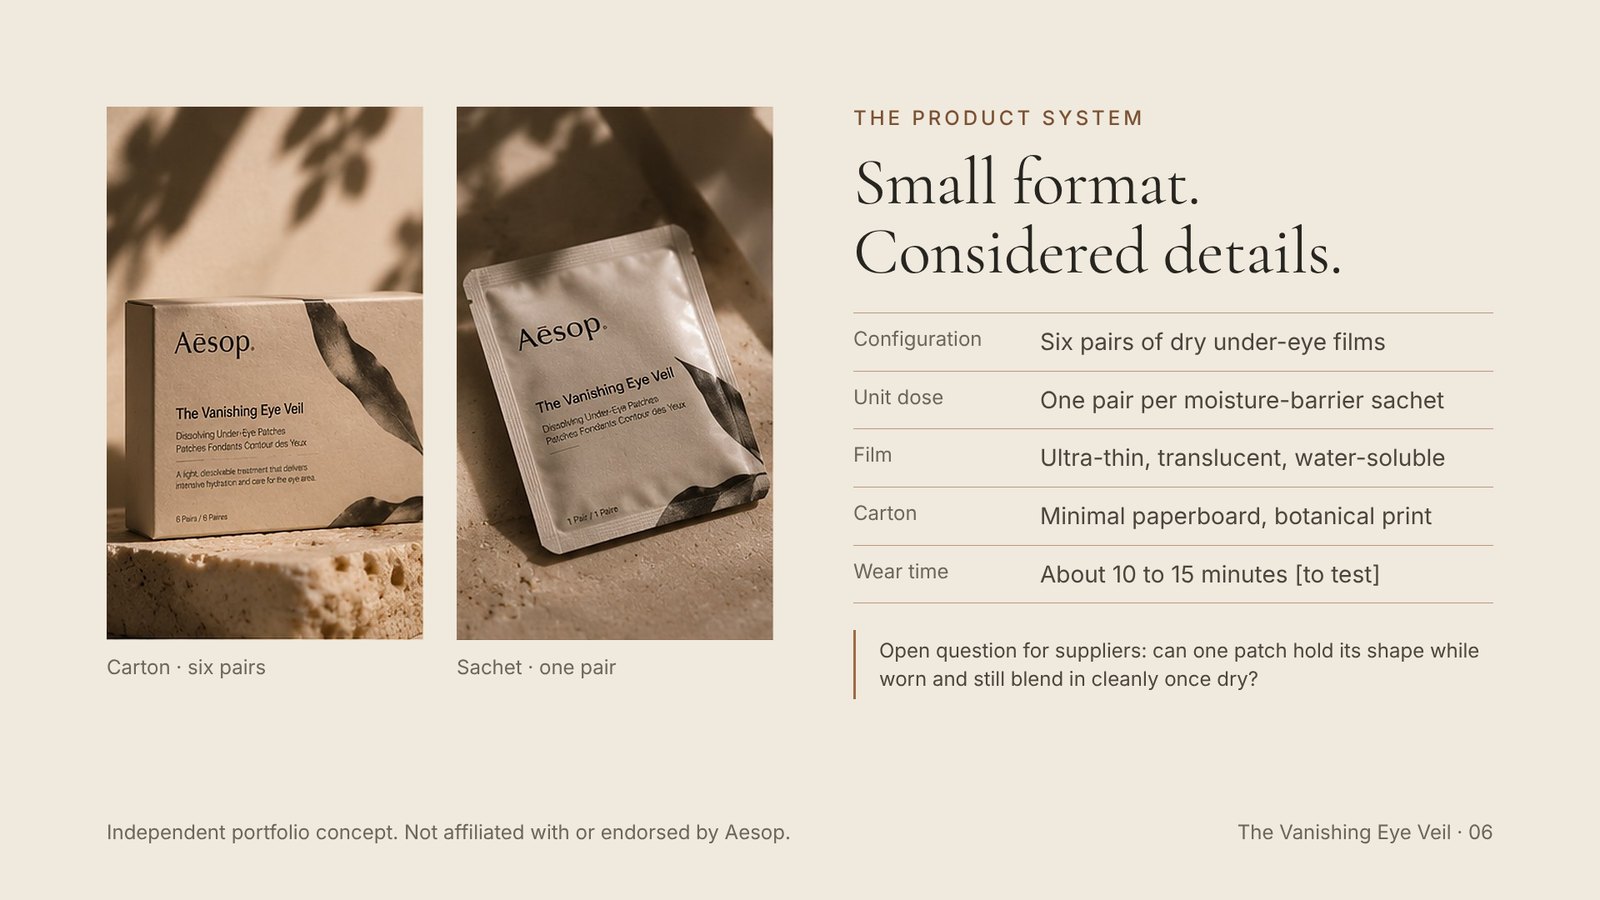 Aēsop.
The Vanishing Eye Veil
Dissolving Under-Eye Patches
Patches Fondants Contour des Yeux
A light, dissolvable treatment that delivers
intensive hydration and care for the eye area.
6 Pairs / 6 Paires
Carton · six pairs
Aēsop.
The Vanishing Eye Veil
Dissolving Under-Eye Patches
Patches Fondants Contour des Yeux
1 Pair / 1 Paire
Sachet · one pair
THE PRODUCT SYSTEM
Small format.
Considered details.
Configuration Six pairs of dry under-eye films
Unit dose One pair per moisture-barrier sachet
Film Ultra-thin, translucent, water-soluble
Carton Minimal paperboard, botanical print
Wear time About 10 to 15 minutes [to test]
Open question for suppliers: can one patch hold its shape while
worn and still blend in cleanly once dry?
Independent portfolio concept. Not affiliated with or endorsed by Aesop.
The Vanishing Eye Veil · 06